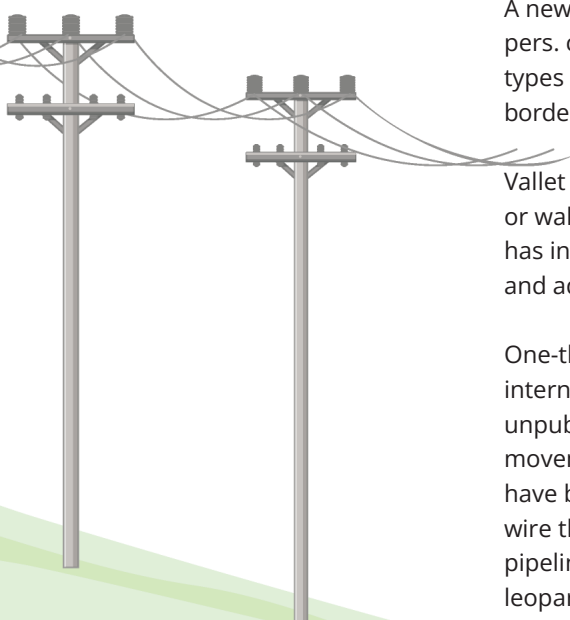 A new
pers. c
types
borde
Vallet
or wal
has in
and ac
One-th
intern
unpub
move
have b
wire th
pipelin
leopar